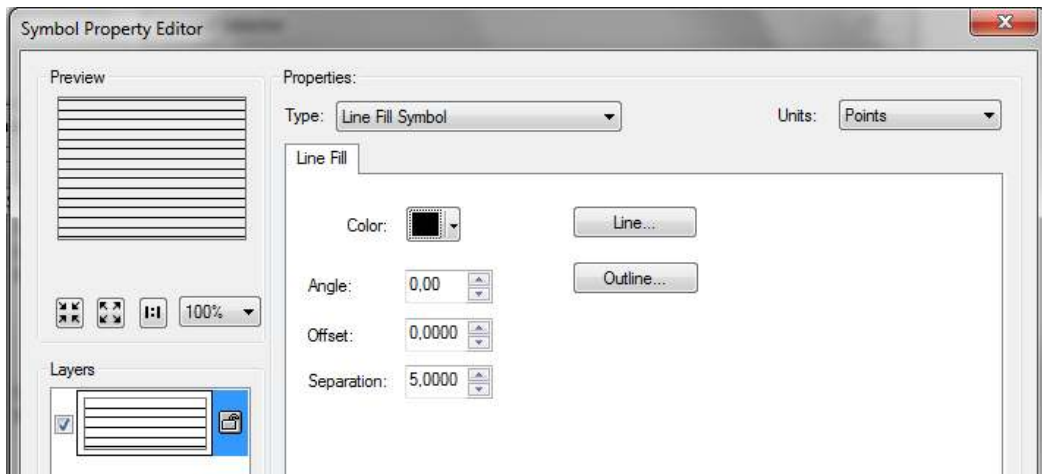 Symbol Property Editor
Preview
Properties:
Type: Line Fill Symbol
Units: Points
Line Fill
Color:
Line...
Angle: 0,00
Outline...
Offset: 0,0000
Separation: 5,0000
1:1
100%
Layers